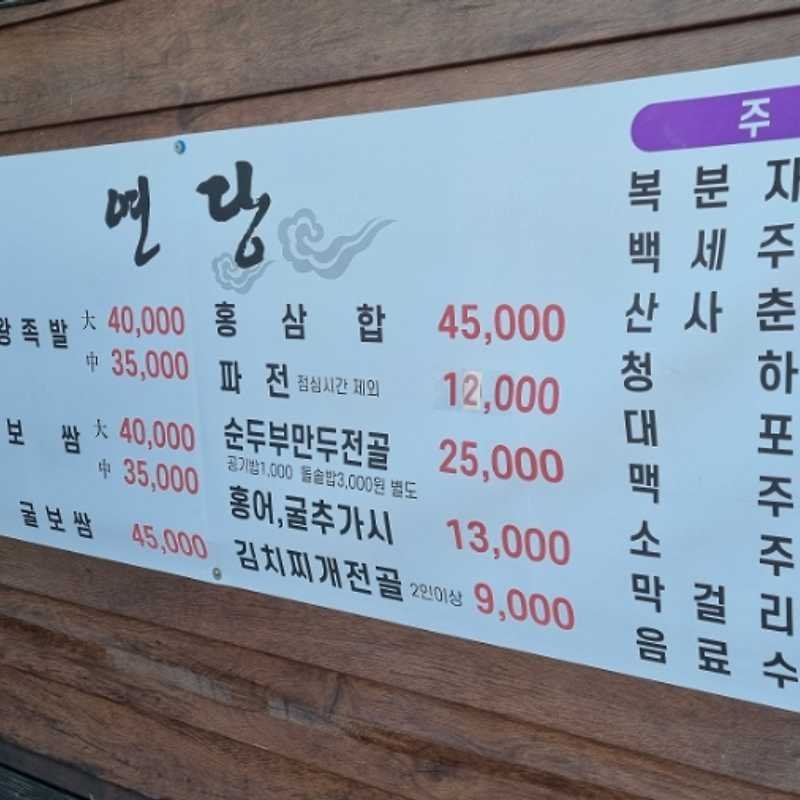 연당
왕족발 大 40,000
中 35,000
보쌈 大 40,000
中 35,000
굴보쌈 45,000
홍삼합 45,000
파전 점심시간 제외 12,000
순두부만두전골 25,000
공기밥1,000 돌솥밥3,000원 별도
홍어,굴추가시 13,000
김치찌개전골 2인이상 9,000
주
복분자
백세주
산사춘
청하
대포
맥주
소주
막걸리
음료수